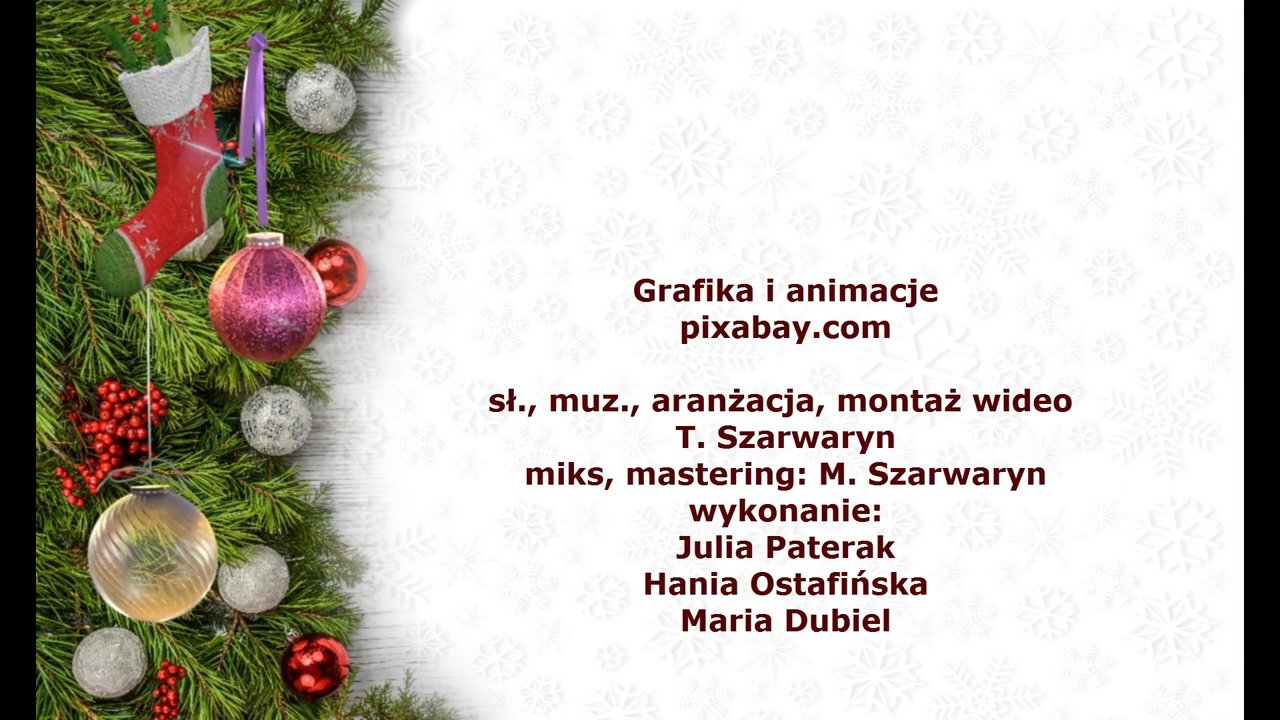 Grafika i animacje
pixabay.com
sł., muz., aranżacja, montaż wideo
T. Szarwaryn
miks, mastering: M. Szarwaryn
wykonanie:
Julia Paterak
Hania Ostafińska
Maria Dubiel